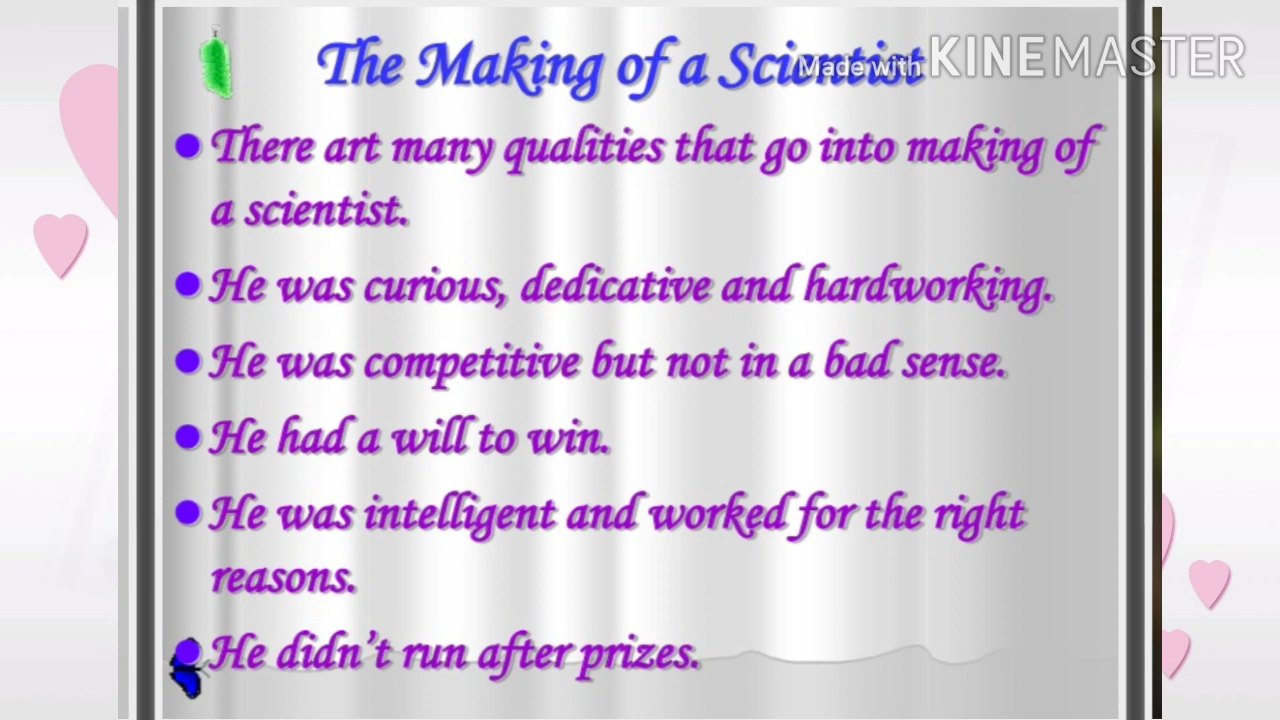 The Making of a Scientist
Made with KINEMASTER
There art many qualities that go into making of
a scientist.
He was curious, dedicative and hardworking.
He was competitive but not in a bad sense.
He had a will to win.
He was intelligent and worked for the right
reasons.
He didn't run after prizes.